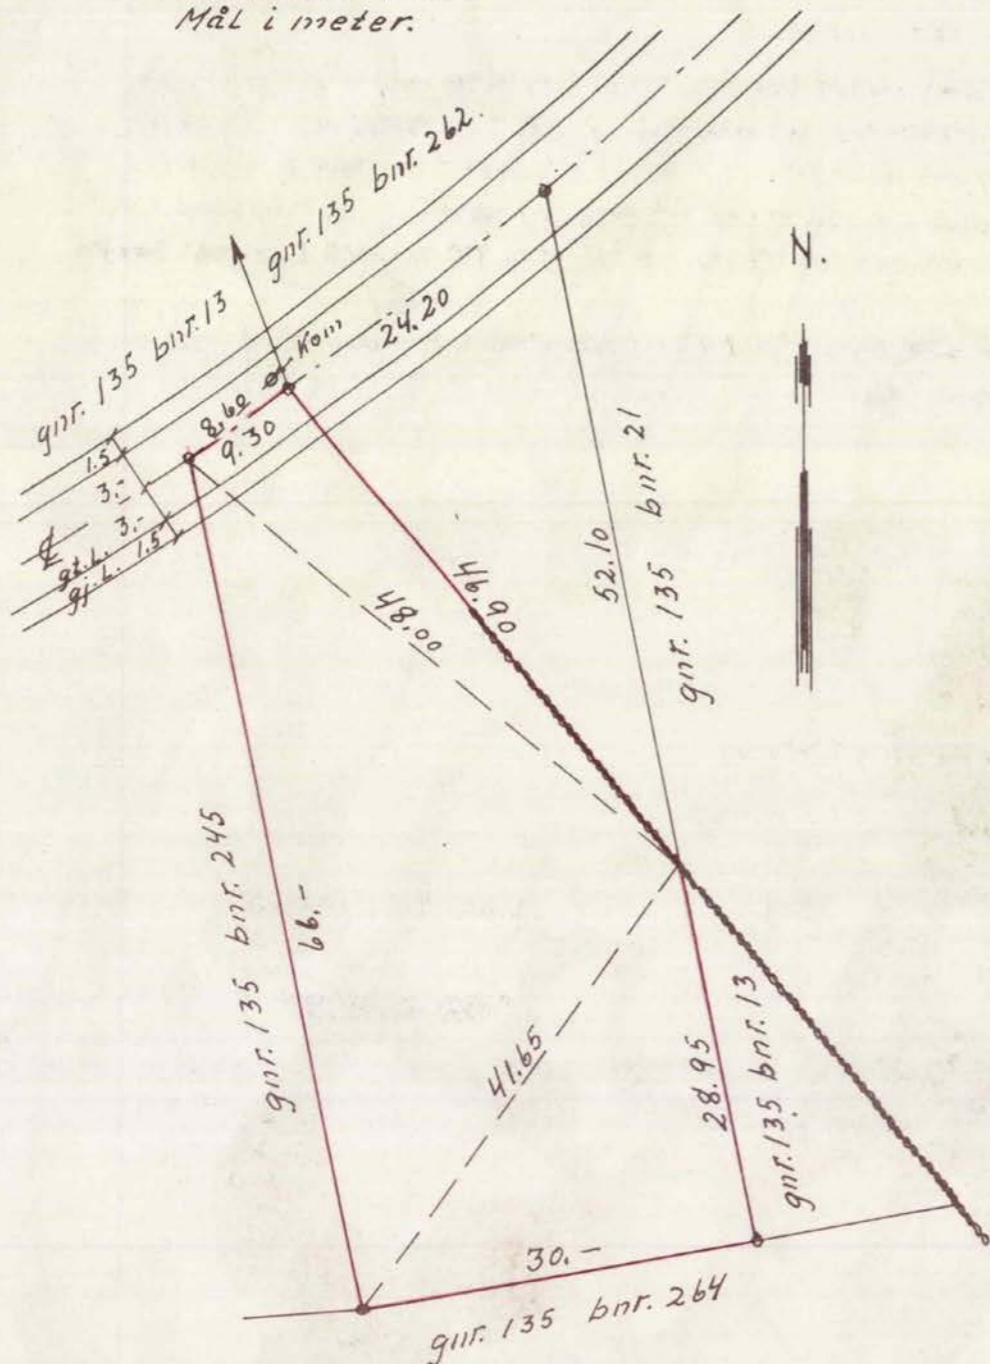 Mål i meter.
gnr. 135 bnr. 262.
N.
gnr. 135 bnr. 13
Kom
24.20
8.60
9.30
1.5
3.-
3.-
1.5
℄
gt.L.
gj.L.
48.00
46.90
52.10
gnr. 135 bnr. 21
gnr. 135 bnr. 245
66.-
41.65
28.95
gnr. 135 bnr. 13
30.-
gnr. 135 bnr. 264